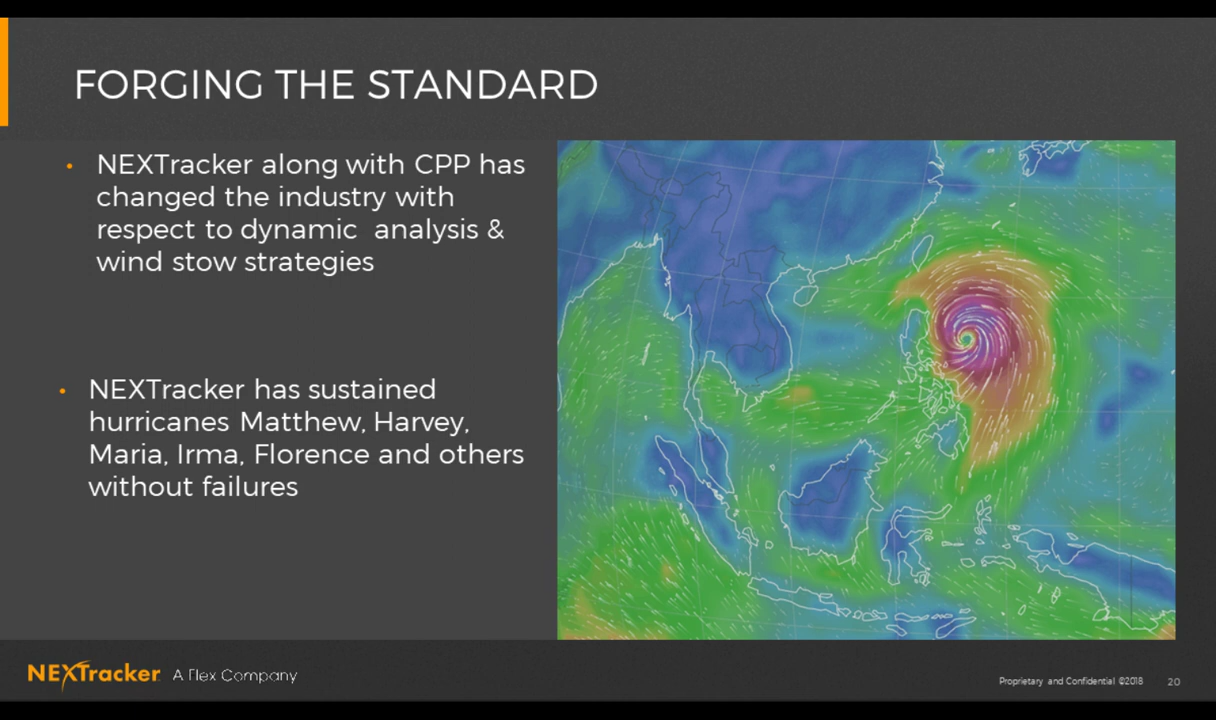 FORGING THE STANDARD
• NEXTracker along with CPP has
changed the industry with
respect to dynamic  analysis &
wind stow strategies
• NEXTracker has sustained
hurricanes Matthew, Harvey,
Maria, Irma, Florence and others
without failures
NEXTracker A Flex Company
Proprietary and Confidential ©2018 20